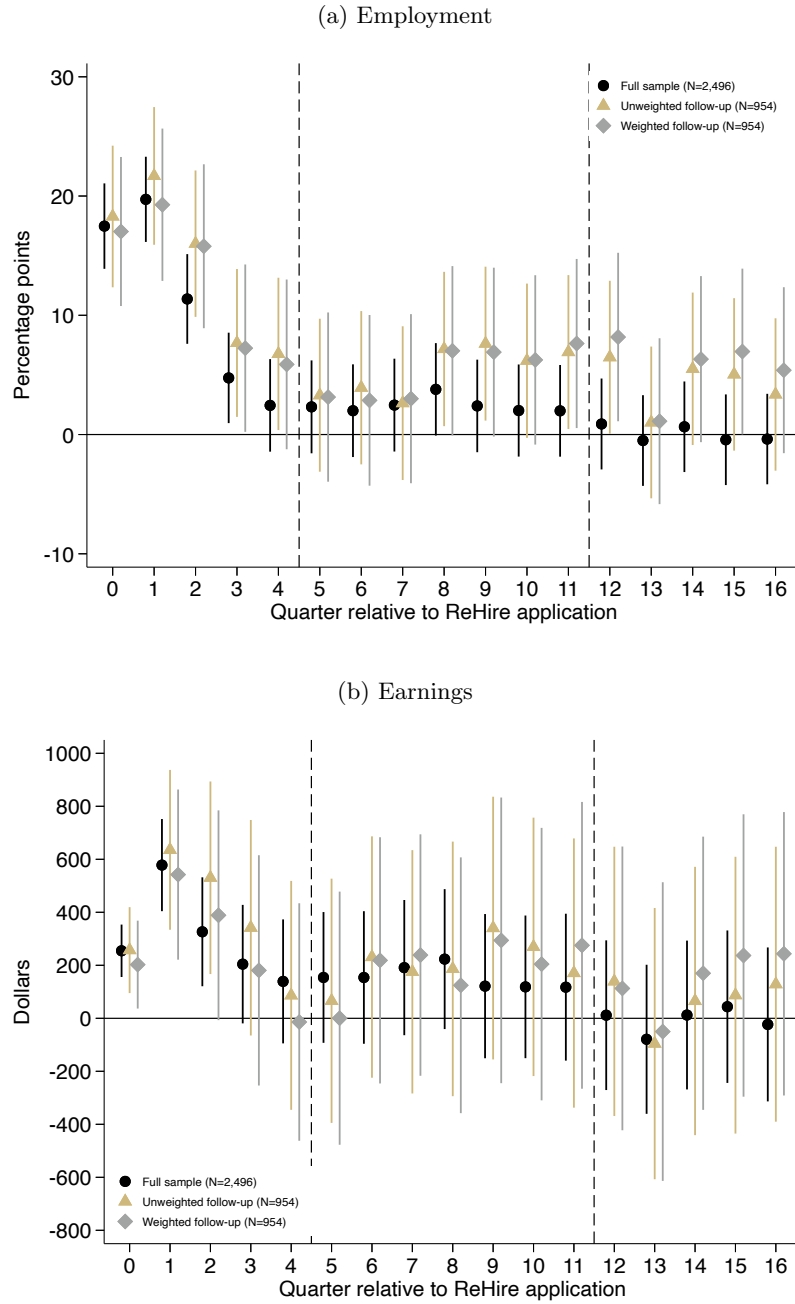 (a) Employment
30
20
10
0
-10
Percentage points
Full sample (N=2,496)
Unweighted follow-up (N=954)
Weighted follow-up (N=954)
0 1 2 3 4 5 6 7 8 9 10 11 12 13 14 15 16
Quarter relative to ReHire application
(b) Earnings
1000
800
600
400
200
0
-200
-400
-600
-800
Dollars
Full sample (N=2,496)
Unweighted follow-up (N=954)
Weighted follow-up (N=954)
0 1 2 3 4 5 6 7 8 9 10 11 12 13 14 15 16
Quarter relative to ReHire application